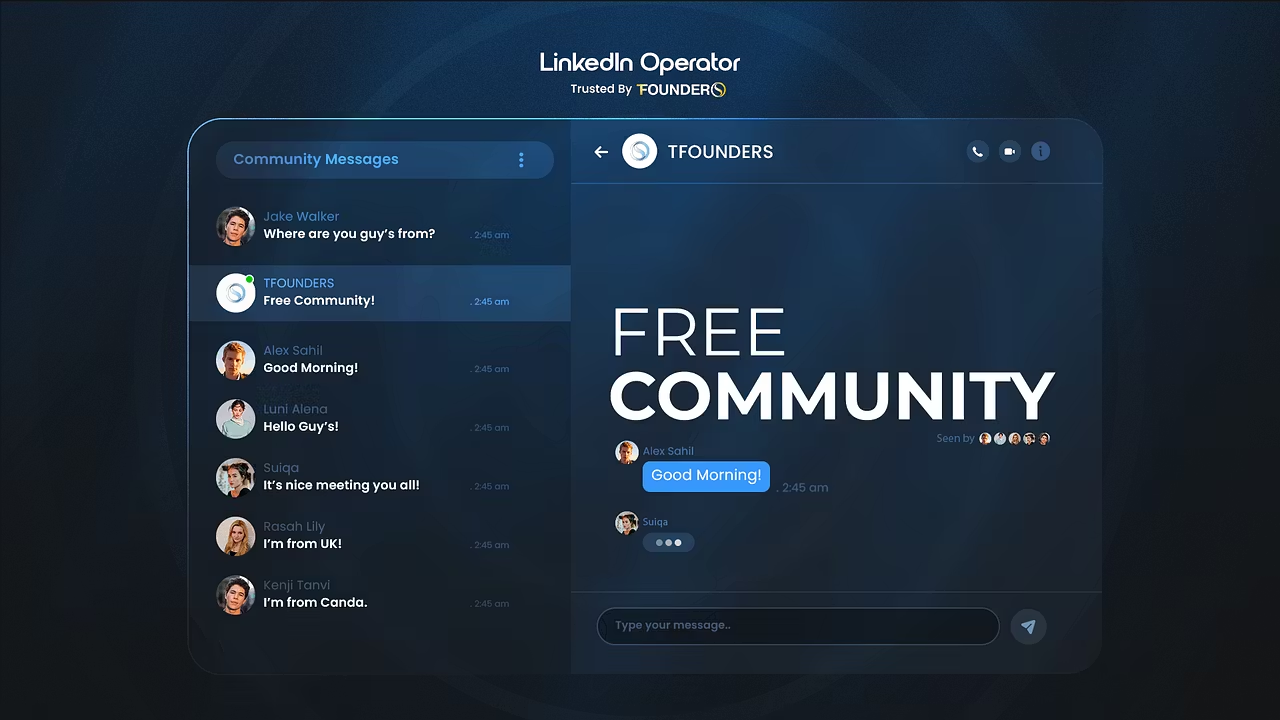 LinkedIn Operator
Trusted By TFOUNDERS
Community Messages
Jake Walker
Where are you guy's from?
. 2:45 am
TFOUNDERS
Free Community!
. 2:45 am
Alex Sahil
Good Morning!
. 2:45 am
Luni Alena
Hello Guy's!
. 2:45 am
Suiqa
It's nice meeting you all!
. 2:45 am
Rasah Lily
I'm from UK!
. 2:45 am
Kenji Tanvi
I'm from Canda.
. 2:45 am
TFOUNDERS
FREE
COMMUNITY
Seen by
Alex Sahil
Good Morning!
. 2:45 am
Suiqa
Type your message..